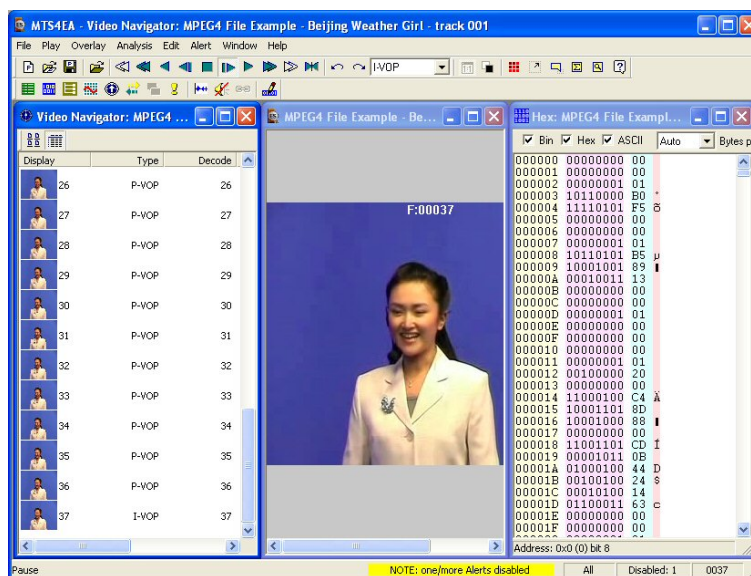 MTS4EA - Video Navigator: MPEG4 File Example - Beijing Weather Girl - track 001
File Play Overlay Analysis Edit Alert Window Help
I-VOP
Video Navigator: MPEG4 ...
MPEG4 File Example - Be...
Hex: MPEG4 File Exampl...
Bin Hex ASCII Auto Bytes p
Display Type Decode
26 P-VOP 26
27 P-VOP 27
28 P-VOP 28
29 P-VOP 29
30 P-VOP 30
31 P-VOP 31
32 P-VOP 32
33 P-VOP 33
34 P-VOP 34
35 P-VOP 35
36 P-VOP 36
37 I-VOP 37
F:00037
000000 00000000 00
000001 00000000 00
000002 00000001 01
000003 10110000 B0 °
000004 11110101 F5 õ
000005 00000000 00
000006 00000000 00
000007 00000001 01
000008 10110101 B5 µ
000009 10001001 89
00000A 00010011 13
00000B 00000000 00
00000C 00000000 00
00000D 00000001 01
00000E 00000000 00
00000F 00000000 00
000010 00000000 00
000011 00000001 01
000012 00100000 20
000013 00000000 00
000014 11000100 C4 Ä
000015 10001101 8D
000016 10001000 88
000017 00000000 00
000018 11001101 CD Í
000019 00001011 0B
00001A 01000100 44 D
00001B 00100100 24 $
00001C 00010100 14
00001D 01100011 63 c
00001E 00000000 00
00001F 00000000 00
Address: 0x0 (0) bit 8
Pause
NOTE: one/more Alerts disabled
All
Disabled: 1
0037